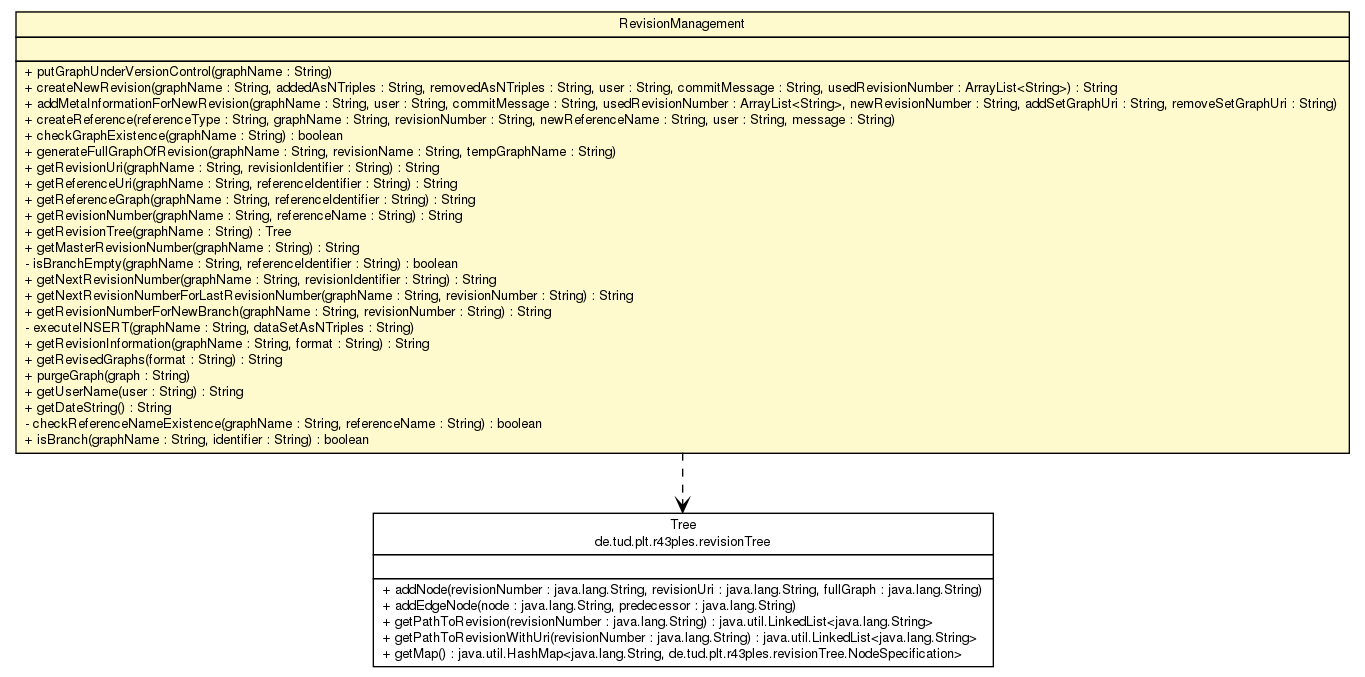 RevisionManagement
+ putGraphUnderVersionControl(graphName : String)
+ createNewRevision(graphName : String, addedAsNTriples : String, removedAsNTriples : String, user : String, commitMessage : String, usedRevisionNumber : ArrayList<String>) : String
+ addMetaInformationForNewRevision(graphName : String, user : String, commitMessage : String, usedRevisionNumber : ArrayList<String>, newRevisionNumber : String, addSetGraphUri : String, removeSetGraphUri : String)
+ createReference(referenceType : String, graphName : String, revisionNumber : String, newReferenceName : String, user : String, message : String)
+ checkGraphExistence(graphName : String) : boolean
+ generateFullGraphOfRevision(graphName : String, revisionName : String, tempGraphName : String)
+ getRevisionUri(graphName : String, revisionIdentifier : String) : String
+ getReferenceUri(graphName : String, referenceIdentifier : String) : String
+ getReferenceGraph(graphName : String, referenceIdentifier : String) : String
+ getRevisionNumber(graphName : String, referenceName : String) : String
+ getRevisionTree(graphName : String) : Tree
+ getMasterRevisionNumber(graphName : String) : String
- isBranchEmpty(graphName : String, referenceIdentifier : String) : boolean
+ getNextRevisionNumber(graphName : String, revisionIdentifier : String) : String
+ getNextRevisionNumberForLastRevisionNumber(graphName : String, revisionNumber : String) : String
+ getRevisionNumberForNewBranch(graphName : String, revisionNumber : String) : String
- executeINSERT(graphName : String, dataSetAsNTriples : String)
+ getRevisionInformation(graphName : String, format : String) : String
+ getRevisedGraphs(format : String) : String
+ purgeGraph(graph : String)
+ getUserName(user : String) : String
+ getDateString() : String
- checkReferenceNameExistence(graphName : String, referenceName : String) : boolean
+ isBranch(graphName : String, identifier : String) : boolean
Tree
de.tud.plt.r43ples.revisionTree
+ addNode(revisionNumber : java.lang.String, revisionUri : java.lang.String, fullGraph : java.lang.String)
+ addEdgeNode(node : java.lang.String, predecessor : java.lang.String)
+ getPathToRevision(revisionNumber : java.lang.String) : java.util.LinkedList<java.lang.String>
+ getPathToRevisionWithUri(revisionNumber : java.lang.String) : java.util.LinkedList<java.lang.String>
+ getMap() : java.util.HashMap<java.lang.String, de.tud.plt.r43ples.revisionTree.NodeSpecification>